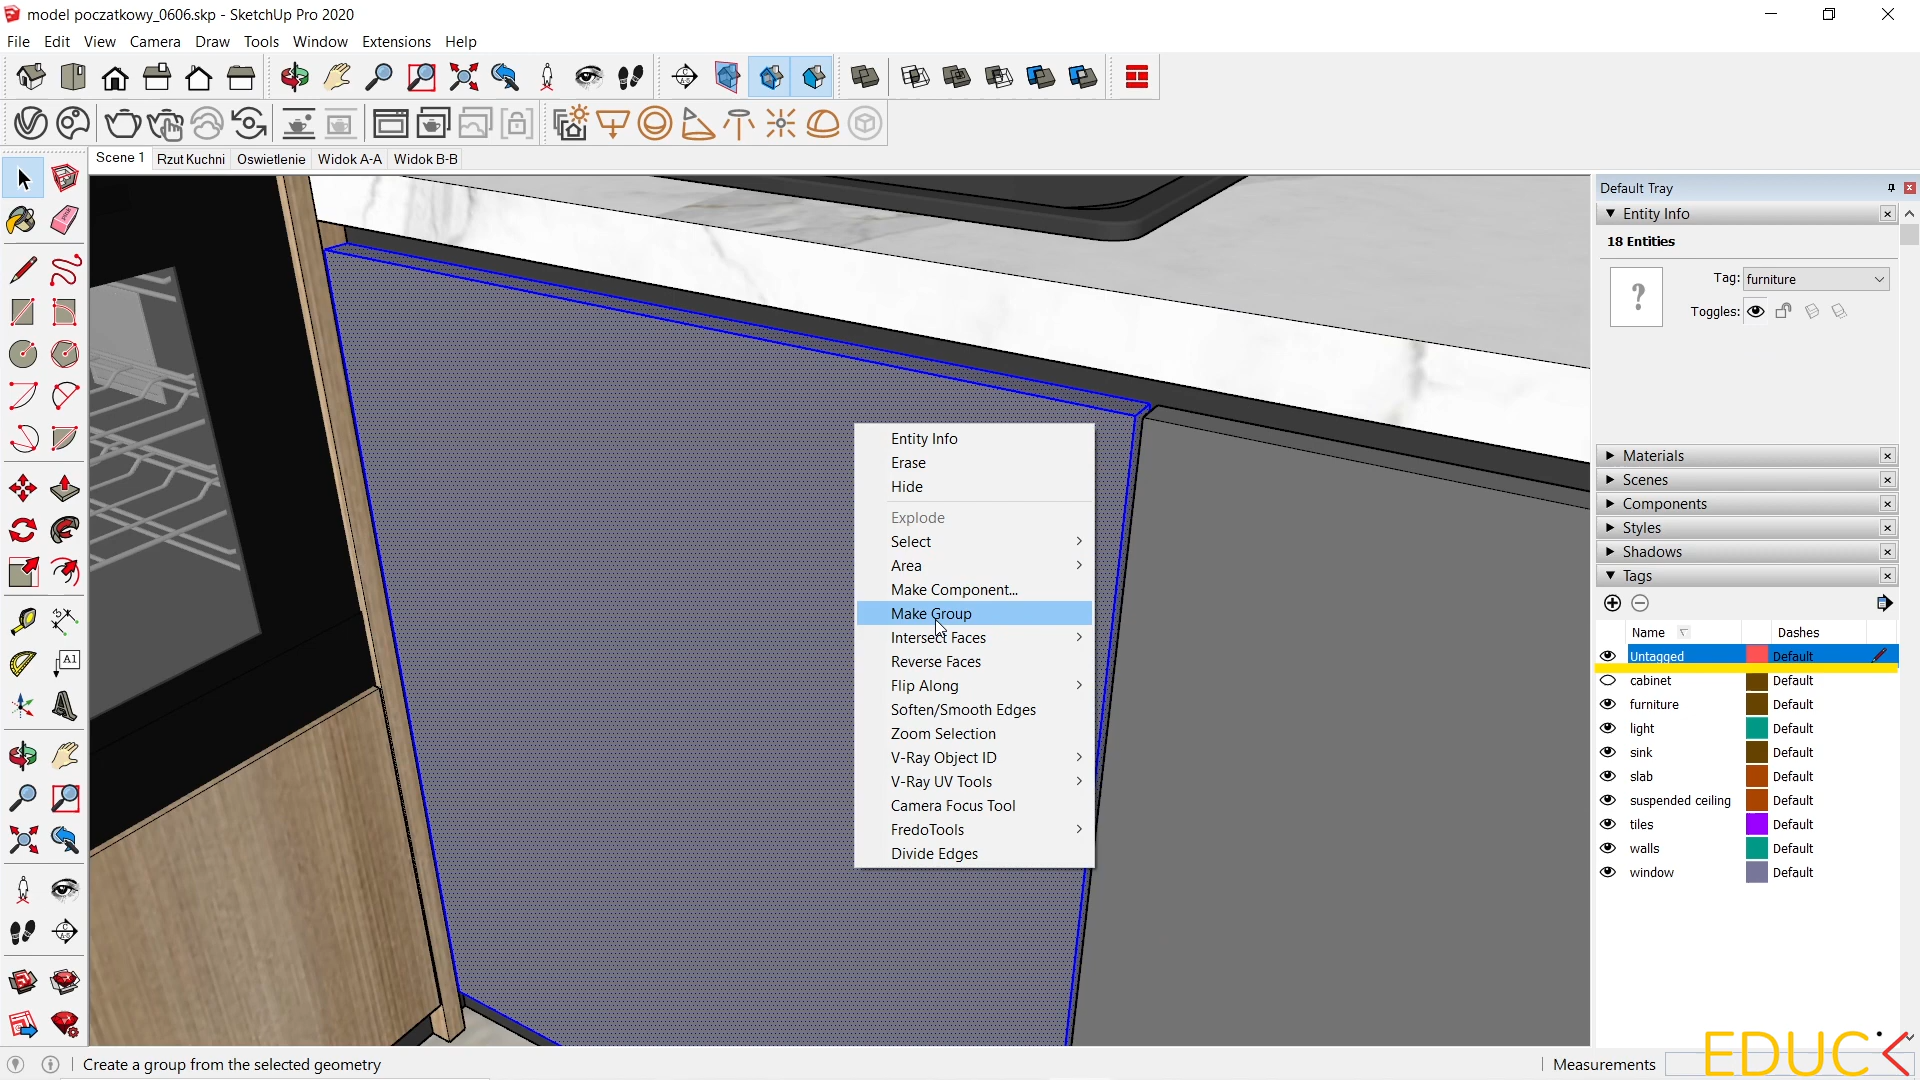 model poczatkowy_0606.skp - SketchUp Pro 2020
File Edit View Camera Draw Tools Window Extensions Help
Scene 1 Rzut Kuchni Oswietlenie Widok A-A Widok B-B
Default Tray
Entity Info
18 Entities
Tag: furniture
Toggles:
Entity Info
Erase
Hide
Explode
Select
Area
Make Component...
Make Group
Intersect Faces
Reverse Faces
Flip Along
Soften/Smooth Edges
Zoom Selection
V-Ray Object ID
V-Ray UV Tools
Camera Focus Tool
FredoTools
Divide Edges
Materials
Scenes
Components
Styles
Shadows
Tags
Name Dashes
Untagged Default
cabinet Default
furniture Default
light Default
sink Default
slab Default
suspended ceiling Default
tiles Default
walls Default
window Default
A1
Create a group from the selected geometry
Measurements
EDUC